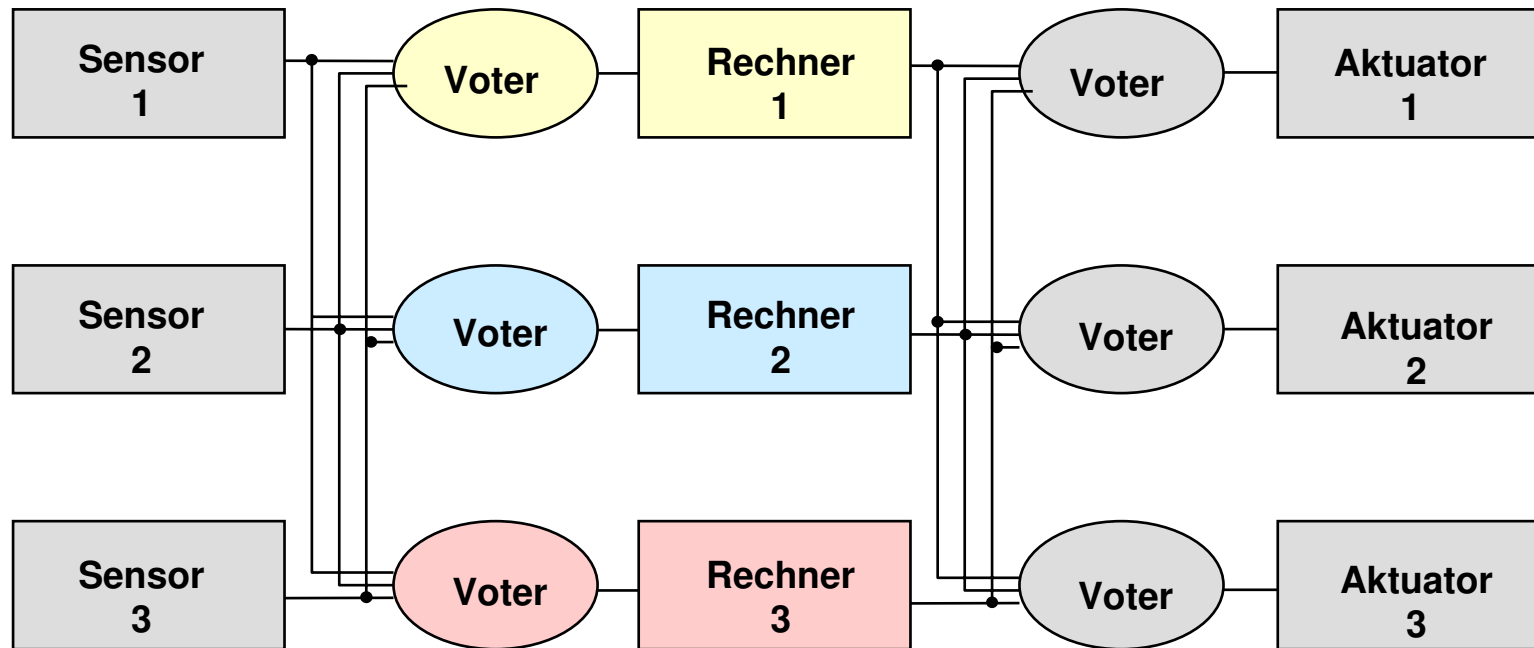 Sensor
1
Voter
Rechner
1
Voter
Aktuator
1
Sensor
2
Voter
Rechner
2
Voter
Aktuator
2
Sensor
3
Voter
Rechner
3
Voter
Aktuator
3